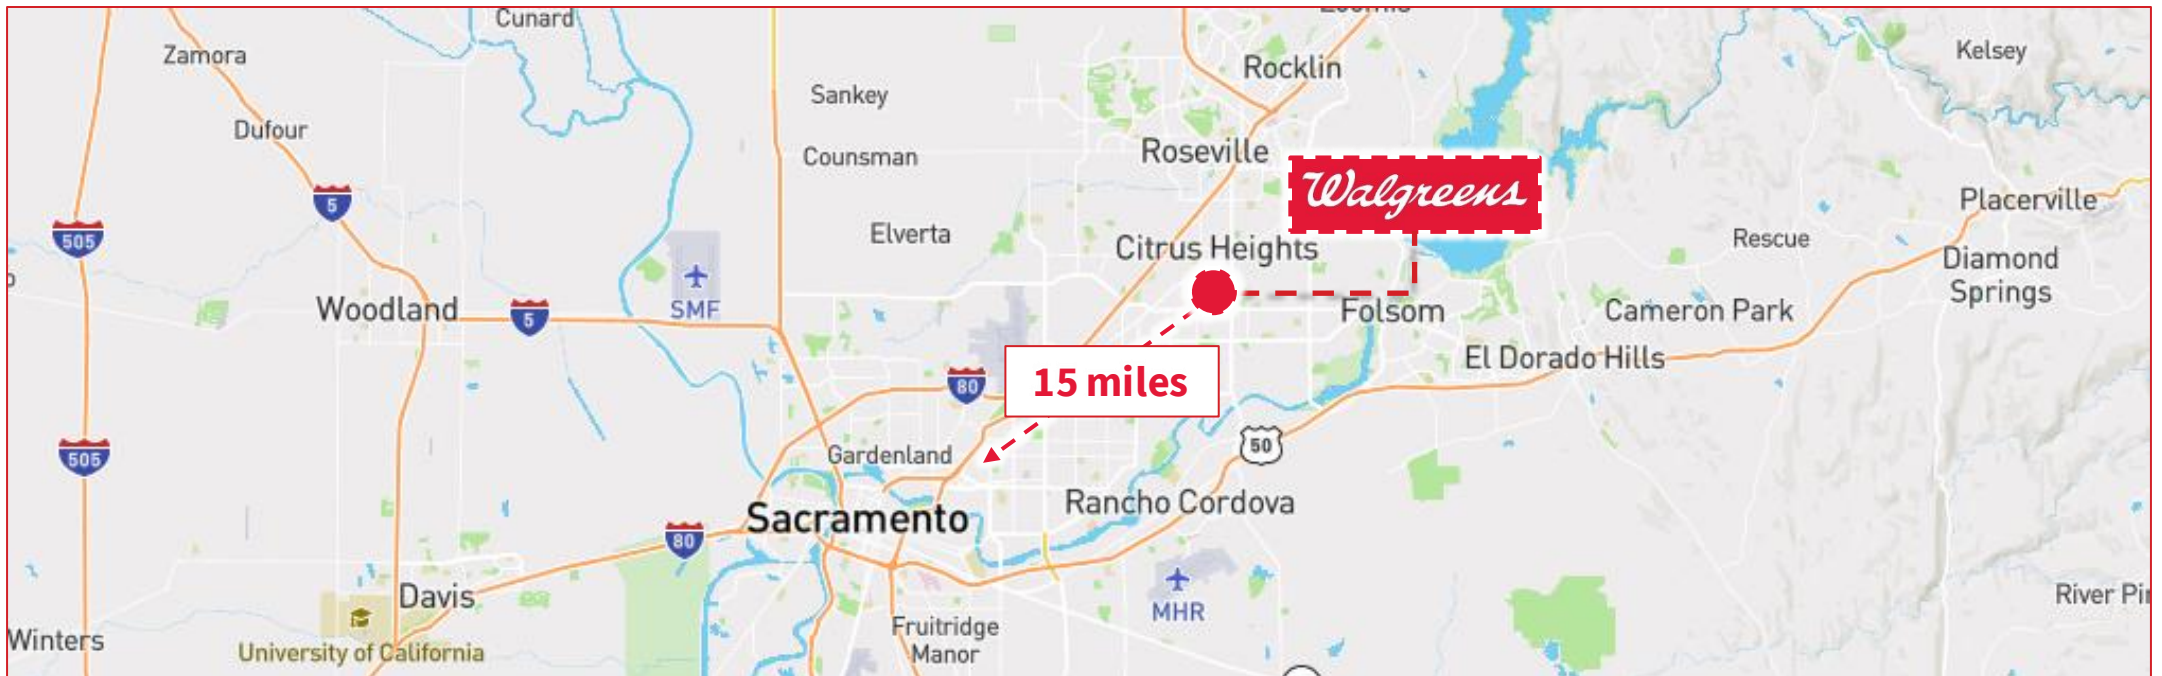 Cunard
Zamora
Rocklin
Kelsey
Sankey
Dufour
Counsman
Roseville
Walgreens
5
Placerville
505
Elverta
Citrus Heights
Rescue
Diamond
Springs
SMF
Woodland
5
Folsom
Cameron Park
El Dorado Hills
80
15 miles
50
505
Gardenland
Rancho Cordova
Sacramento
80
Davis
MHR
River Pi
Winters
University of California
Fruitridge
Manor